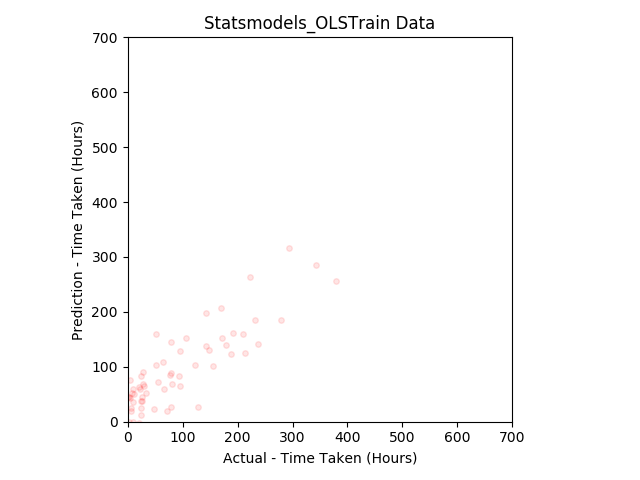 Statsmodels_OLSTrain Data
700
600
500
400
300
200
100
0
Prediction - Time Taken (Hours)
0 100 200 300 400 500 600 700
Actual - Time Taken (Hours)